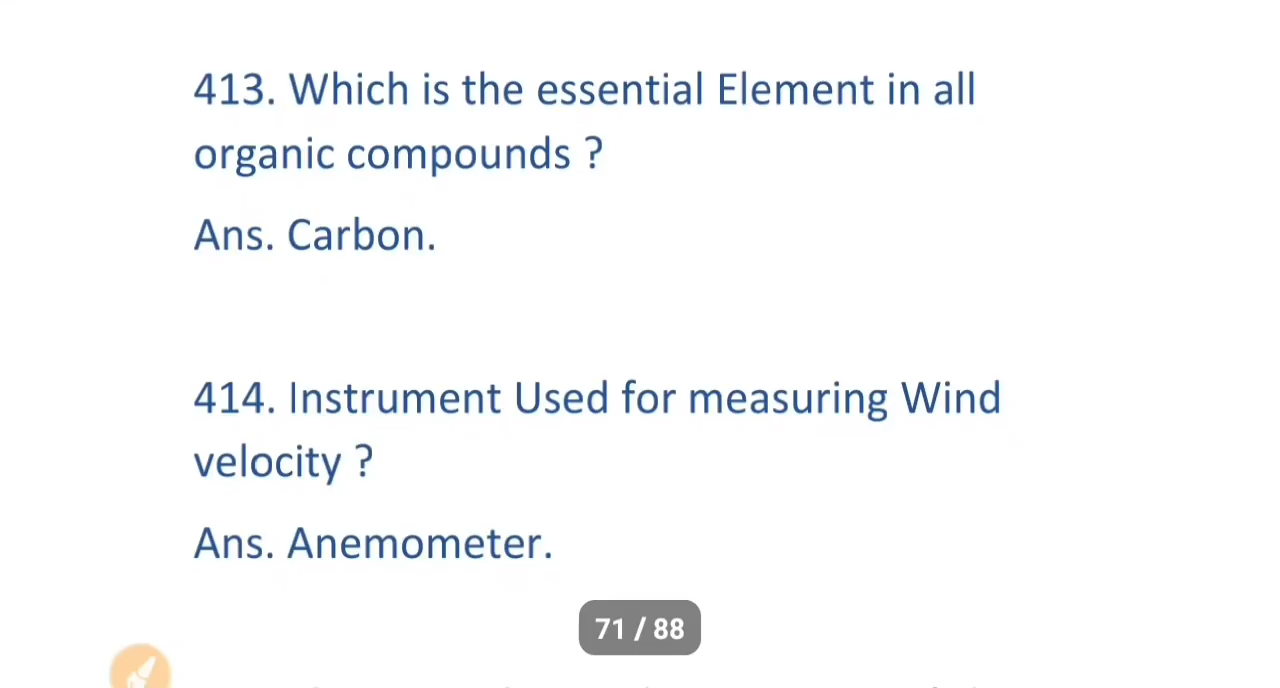 413. Which is the essential Element in all
organic compounds ?
Ans. Carbon.
414. Instrument Used for measuring Wind
velocity ?
Ans. Anemometer.
71 / 88